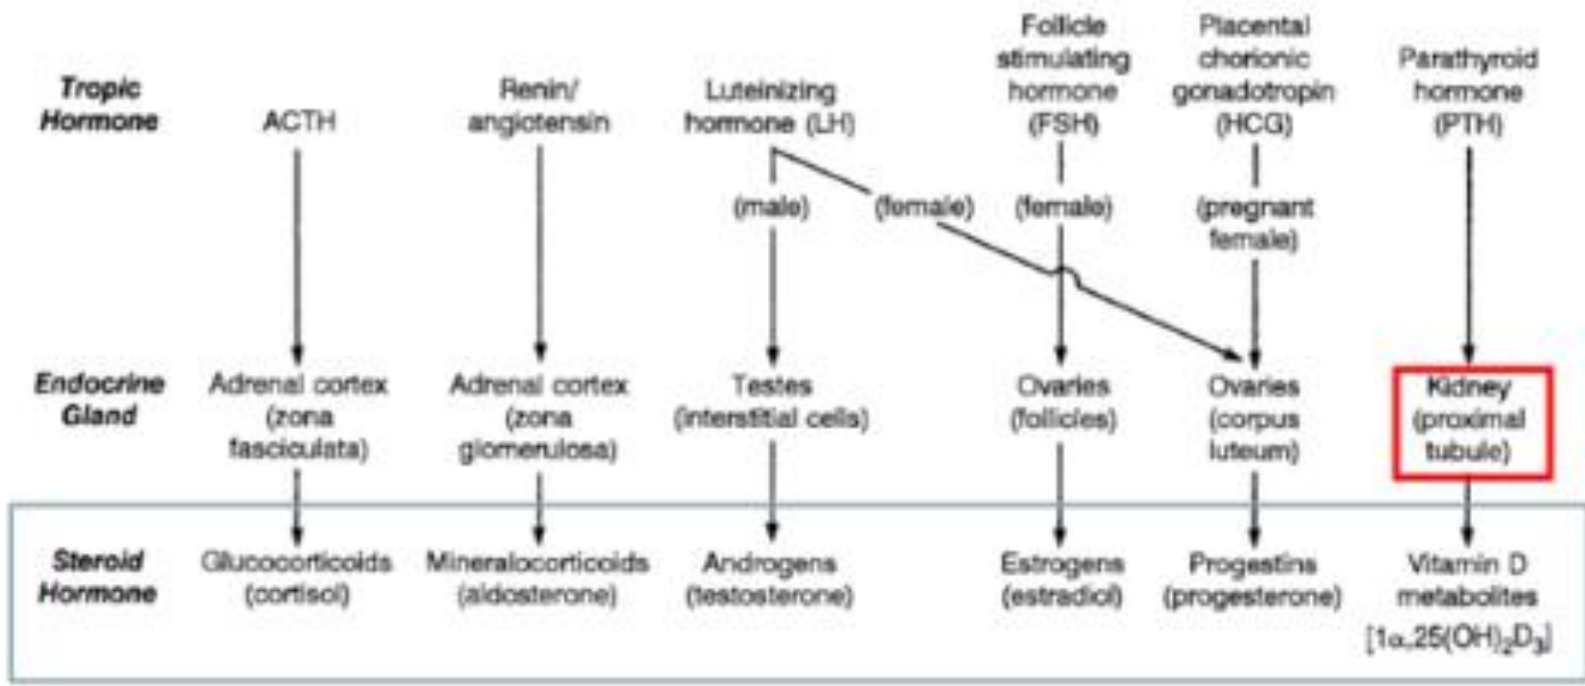 Tropic
Hormone
ACTH
Renin/
angiotensin
Luteinizing
hormone (LH)
Follicle
stimulating
hormone
(FSH)
Placental
chorionic
gonadotropin
(HCG)
Parathyroid
hormone
(PTH)
(male)
(female)
(female)
(pregnant
female)
Endocrine
Gland
Adrenal cortex
(zona
fasciculata)
Adrenal cortex
(zona
glomerulosa)
Testes
(interstitial cells)
Ovaries
(follicles)
Ovaries
(corpus
luteum)
Kidney
(proximal
tubule)
Steroid
Hormone
Glucocorticoids
(cortisol)
Mineralocorticoids
(aldosterone)
Androgens
(testosterone)
Estrogens
(estradiol)
Progestins
(progesterone)
Vitamin D
metabolites
[1α,25(OH)₂D₃]